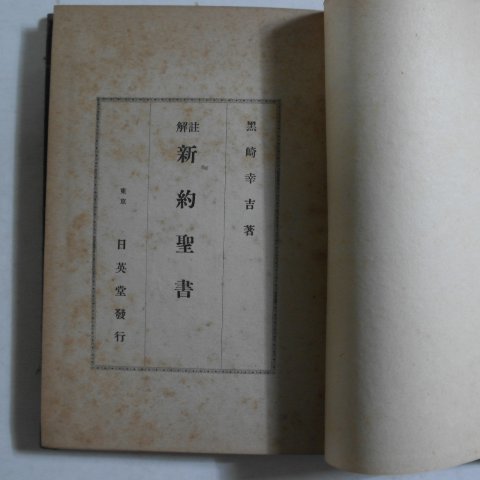 黑崎幸吉著
註解
新約聖書
東京
日英堂發行